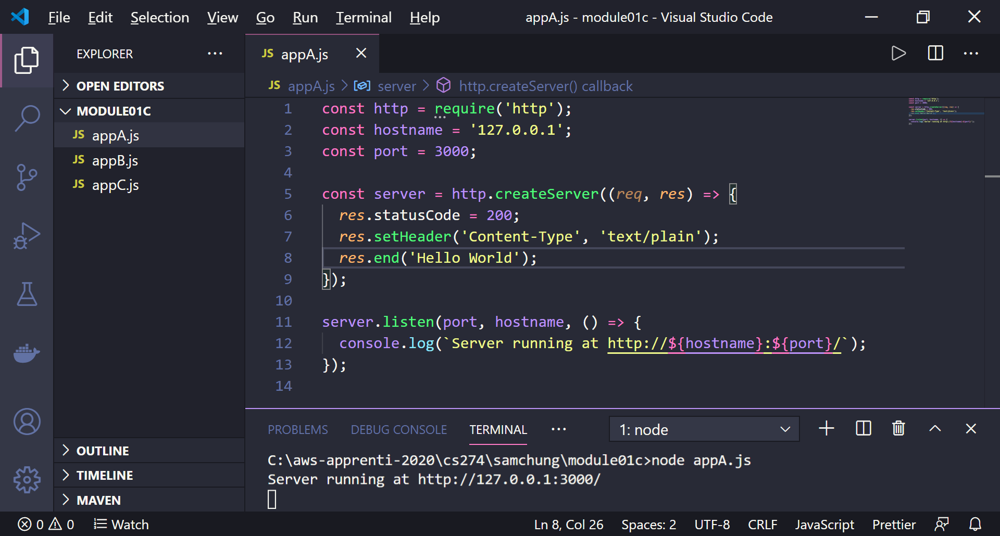 File Edit Selection View Go Run Terminal Help appA.js - module01c - Visual Studio Code
EXPLORER
OPEN EDITORS
MODULE01C
JS appA.js
JS appB.js
JS appC.js
OUTLINE
TIMELINE
MAVEN
JS appA.js
JS appA.js > server > http.createServer() callback
1 const http = require('http');
2 const hostname = '127.0.0.1';
3 const port = 3000;
4
5 const server = http.createServer((req, res) => {
6 res.statusCode = 200;
7 res.setHeader('Content-Type', 'text/plain');
8 res.end('Hello World');
9 });
10
11 server.listen(port, hostname, () => {
12 console.log(`Server running at http://${hostname}:${port}/`);
13 });
14
PROBLEMS DEBUG CONSOLE TERMINAL ··· 1: node
C:\aws-apprenti-2020\cs274\samchung\module01c>node appA.js
Server running at http://127.0.0.1:3000/
0 0 Watch Ln 8, Col 26 Spaces: 2 UTF-8 CRLF JavaScript Prettier